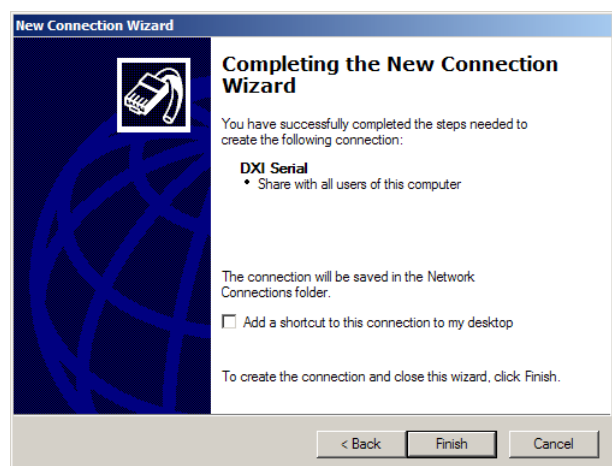 New Connection Wizard
Completing the New Connection
Wizard
You have successfully completed the steps needed to
create the following connection:
DXI Serial
• Share with all users of this computer
The connection will be saved in the Network
Connections folder.
Add a shortcut to this connection to my desktop
To create the connection and close this wizard, click Finish.
< Back Finish Cancel